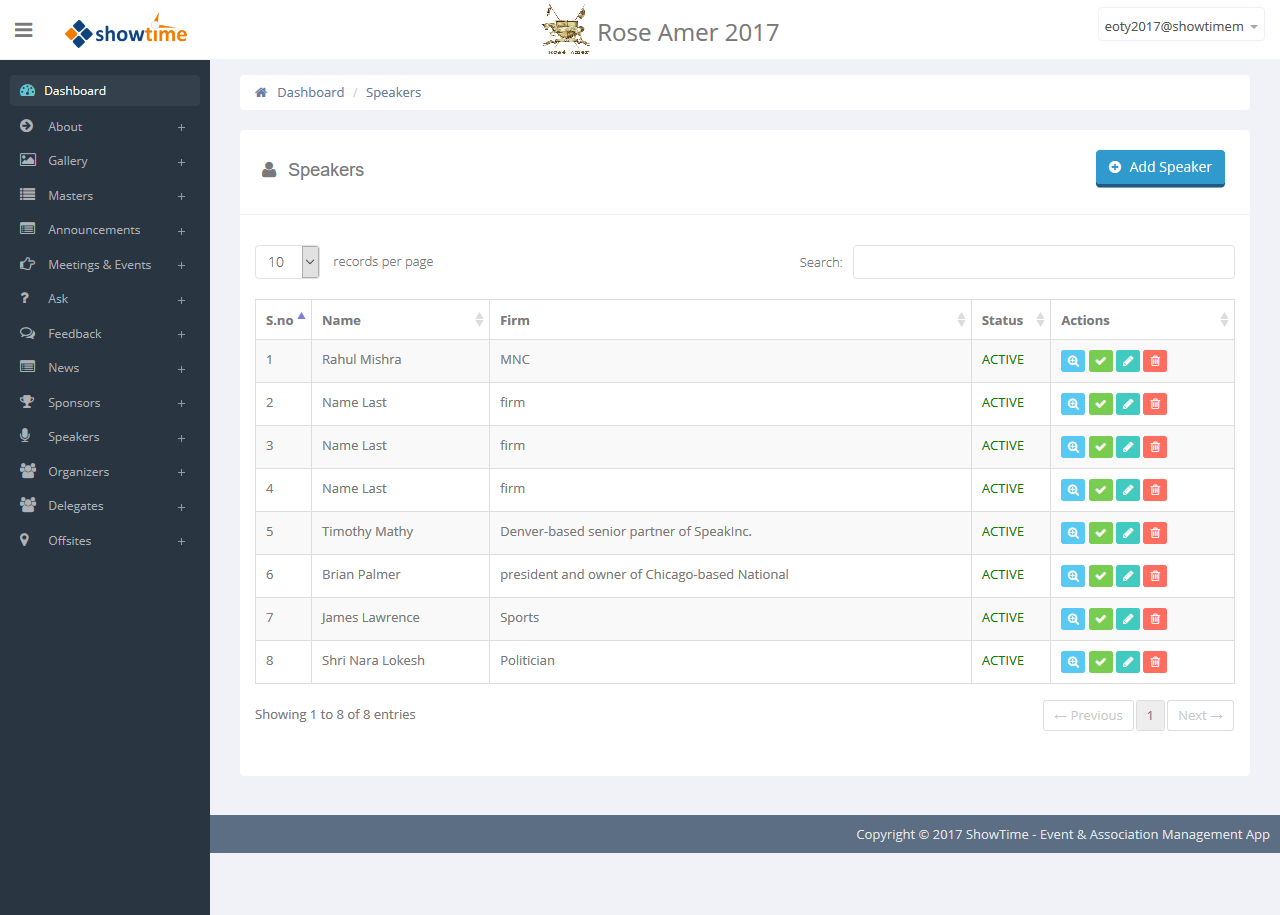 showtime
Rose Amer 2017
eoty2017@showtimem
Dashboard
About +
Gallery +
Masters +
Announcements +
Meetings & Events +
Ask +
Feedback +
News +
Sponsors +
Speakers +
Organizers +
Delegates +
Offsites +
Dashboard / Speakers
Speakers
Add Speaker
10 records per page
Search:
S.no Name Firm Status Actions
1 Rahul Mishra MNC ACTIVE
2 Name Last firm ACTIVE
3 Name Last firm ACTIVE
4 Name Last firm ACTIVE
5 Timothy Mathy Denver-based senior partner of SpeakInc. ACTIVE
6 Brian Palmer president and owner of Chicago-based National ACTIVE
7 James Lawrence Sports ACTIVE
8 Shri Nara Lokesh Politician ACTIVE
Showing 1 to 8 of 8 entries
← Previous 1 Next →
Copyright © 2017 ShowTime - Event & Association Management App